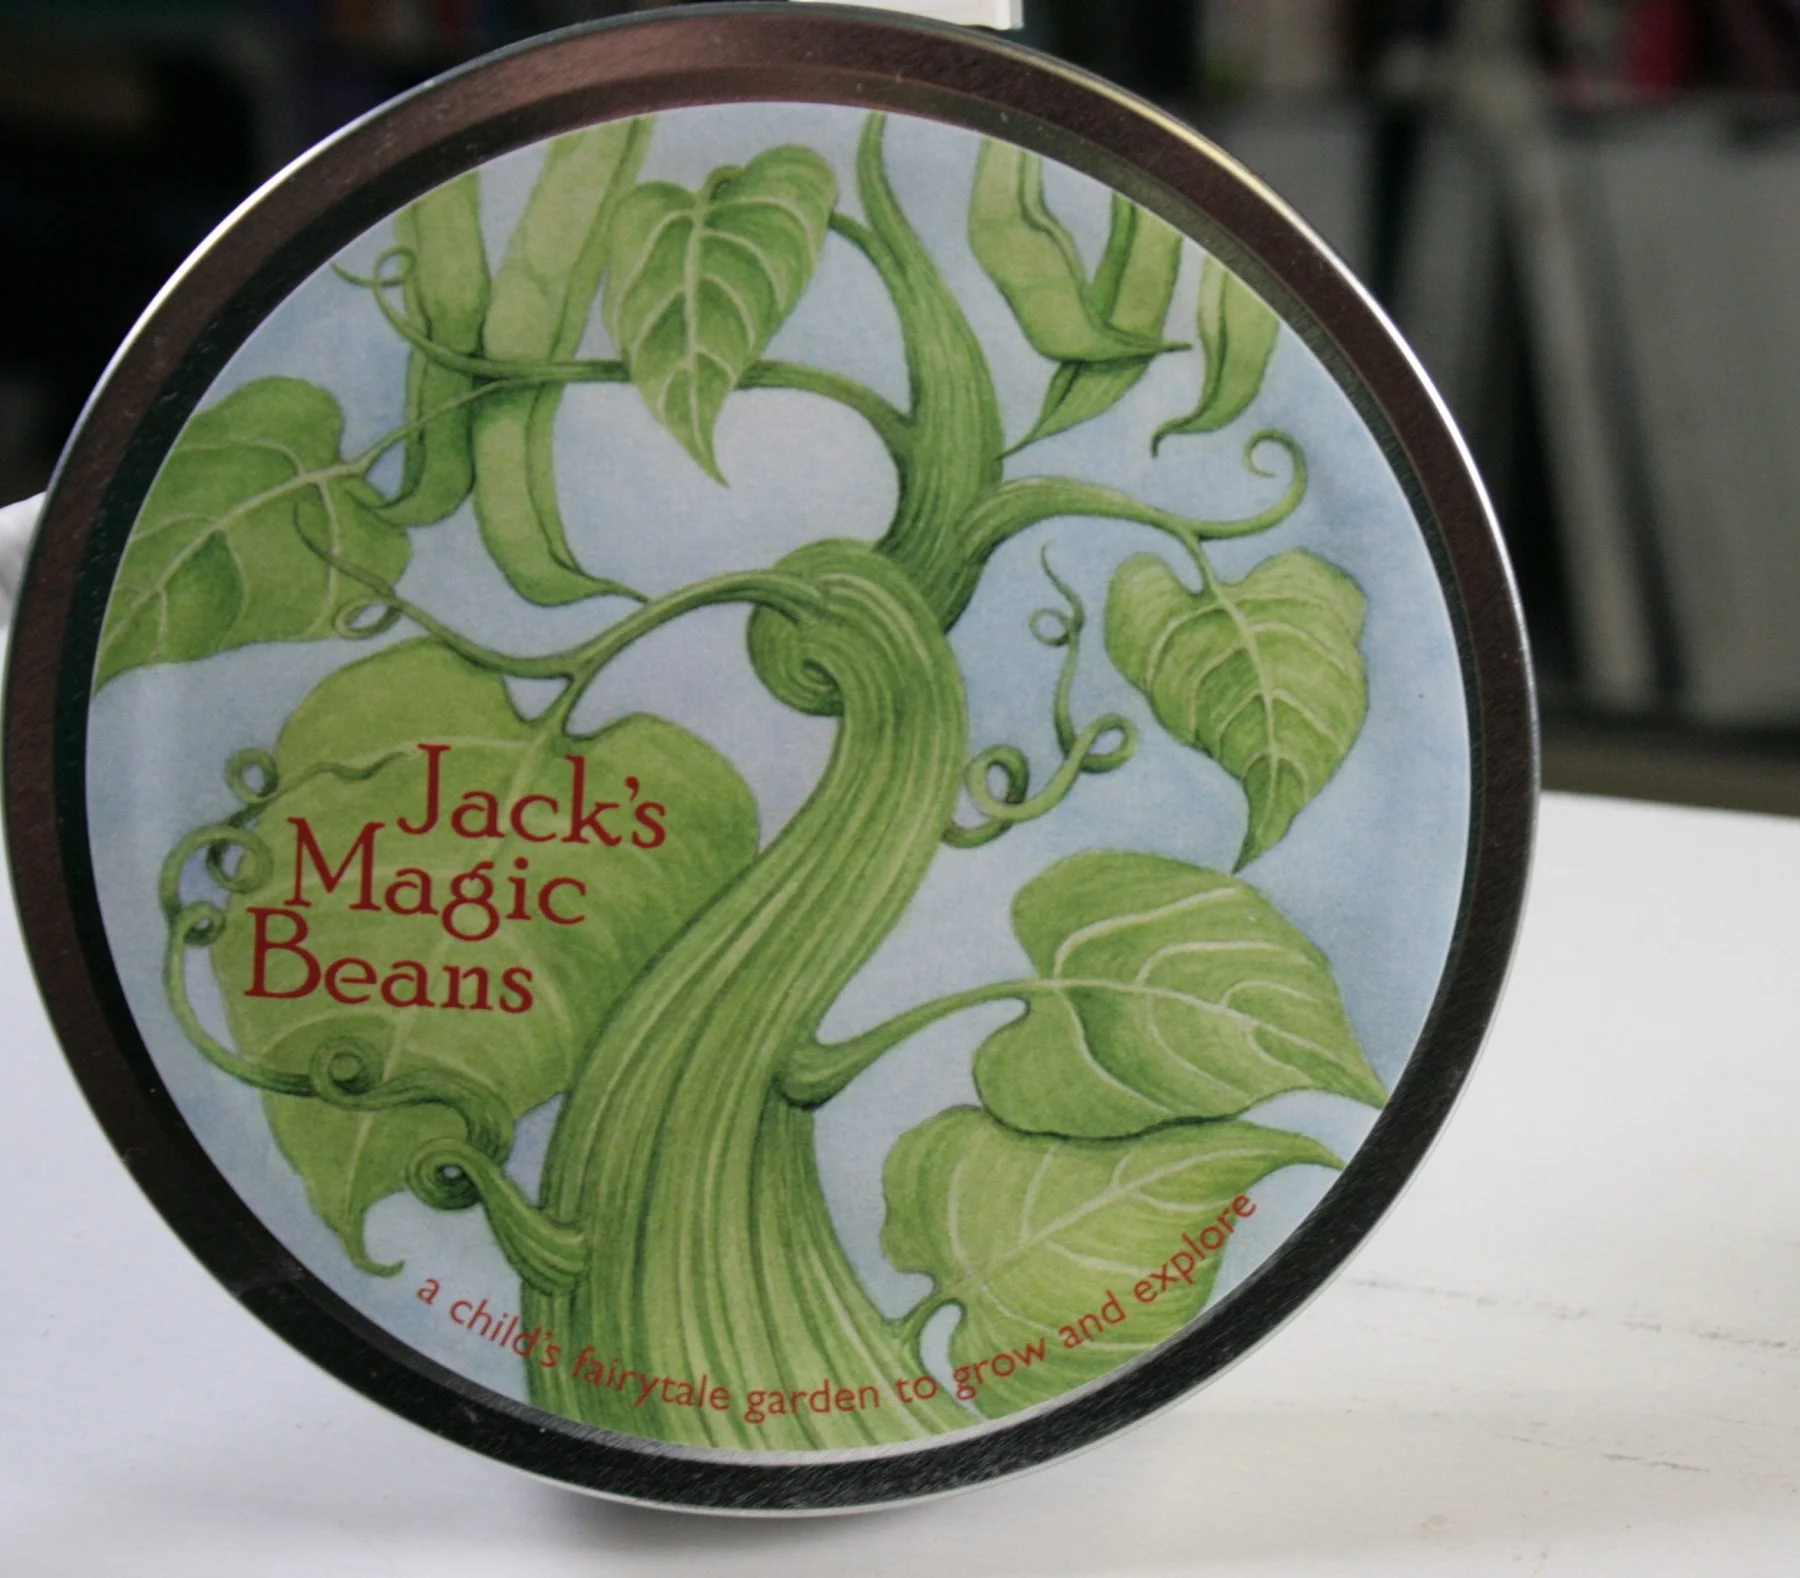 Jack's
Magic
Beans
a child's fairytale garden to grow and explore